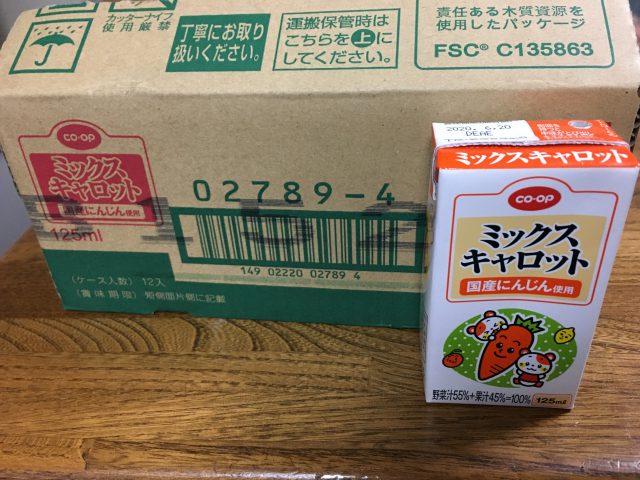 カッターナイフ
使用厳禁
丁寧にお取り
扱いください。
運搬保管時は
こちらを上に
してください。
責任ある木質資源を
使用したパッケージ
FSC® C135863
CO・OP
ミックス
キャロット
国産にんじん使用
125ml
02789-4
149 02220 02789 4
(ケース入数) 12入
(賞味期限) 短側面片側に記載
2020. 6.20
ミックスキャロット
CO・OP
ミックス
キャロット
国産にんじん使用
野菜汁55%+果汁45%=100%
125ml